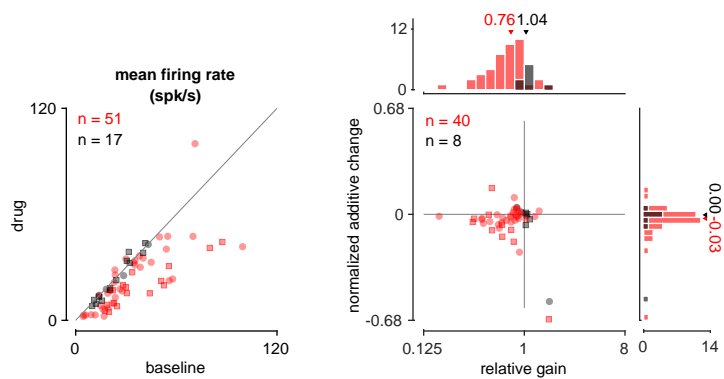 mean firing rate
(spk/s)
120
n = 51
n = 17
drug
0
0
120
baseline
12
0
0.76
1.04
0.68
n = 40
n = 8
normalized additive change
0
-0.68
0.125
1
8
relative gain
0.00
-0.03
0
14